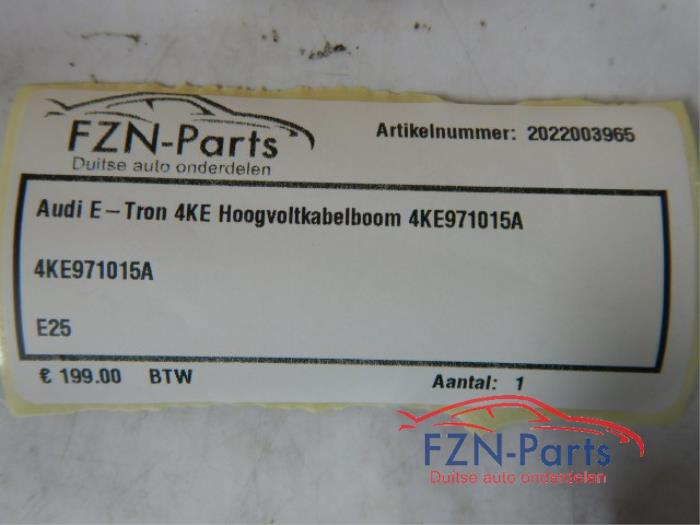 FZN-Parts
Duitse auto onderdelen
Artikelnummer: 2022003965
Audi E-Tron 4KE Hoogvoltkabelboom 4KE971015A
4KE971015A
E25
€ 199.00 BTW
Aantal: 1
FZN-Parts
Duitse auto onderdelen